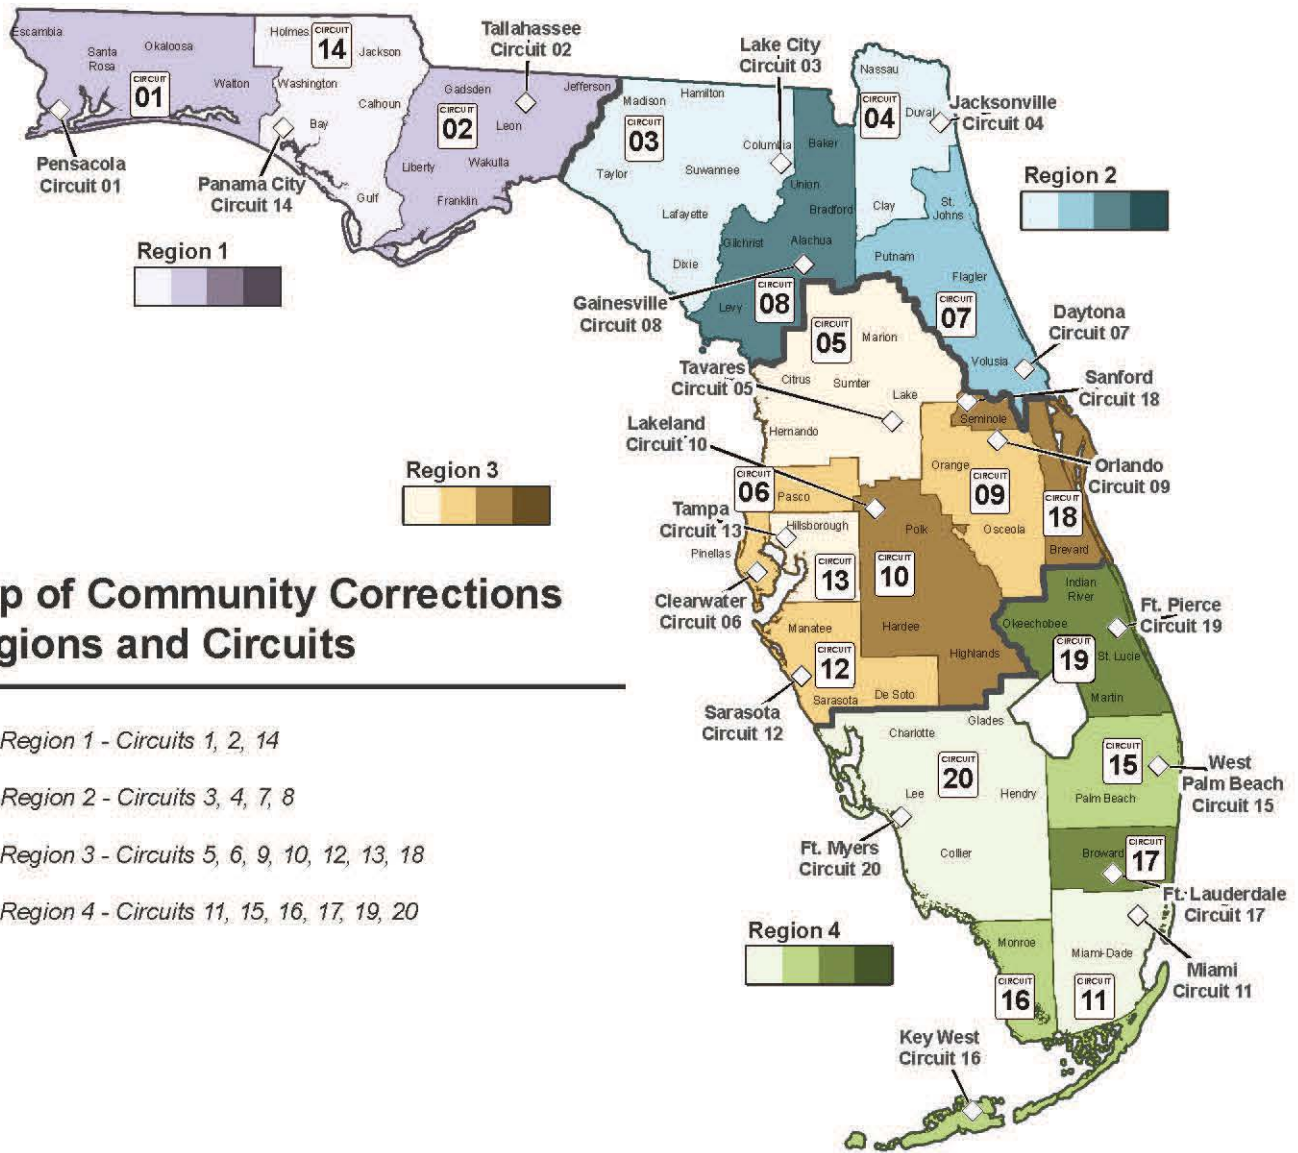 Escambia
Santa
Rosa
Okaloosa
Walton
CIRCUIT
01
Pensacola
Circuit 01
Holmes
CIRCUIT
14
Jackson
Washington
Calhoun
Bay
Gulf
Panama City
Circuit 14
Tallahassee
Circuit 02
Gadsden
Jefferson
CIRCUIT
02
Leon
Liberty
Wakulla
Franklin
Region 1
Lake City
Circuit 03
Madison
Hamilton
CIRCUIT
03
Columbia
Taylor
Suwannee
Lafayette
Dixie
Baker
Union
Bradford
Gilchrist
Alachua
Levy
CIRCUIT
08
Gainesville
Circuit 08
Nassau
CIRCUIT
04
Duval
Clay
Jacksonville
Circuit 04
Region 2
St.
Johns
Putnam
Flagler
CIRCUIT
07
Volusia
Daytona
Circuit 07
CIRCUIT
05
Marion
Citrus
Sumter
Lake
Hernando
Tavares
Circuit 05
Sanford
Circuit 18
Seminole
Lakeland
Circuit 10
Orange
CIRCUIT
09
Osceola
Orlando
Circuit 09
Region 3
CIRCUIT
06
Pasco
Pinellas
Tampa
Circuit 13
Hillsborough
CIRCUIT
13
Polk
CIRCUIT
10
Hardee
Highlands
CIRCUIT
18
Brevard
Clearwater
Circuit 06
Manatee
CIRCUIT
12
Sarasota
De Soto
Sarasota
Circuit 12
Indian
River
Okeechobee
CIRCUIT
19
St. Lucie
Martin
Ft. Pierce
Circuit 19
p of Community Corrections
gions and Circuits
Region 1 - Circuits 1, 2, 14
Region 2 - Circuits 3, 4, 7, 8
Region 3 - Circuits 5, 6, 9, 10, 12, 13, 18
Region 4 - Circuits 11, 15, 16, 17, 19, 20
Charlotte
Glades
CIRCUIT
20
Lee
Hendry
Collier
Ft. Myers
Circuit 20
CIRCUIT
15
Palm Beach
West
Palm Beach
Circuit 15
Broward
CIRCUIT
17
Ft. Lauderdale
Circuit 17
Region 4
Monroe
CIRCUIT
16
Miami-Dade
CIRCUIT
11
Miami
Circuit 11
Key West
Circuit 16